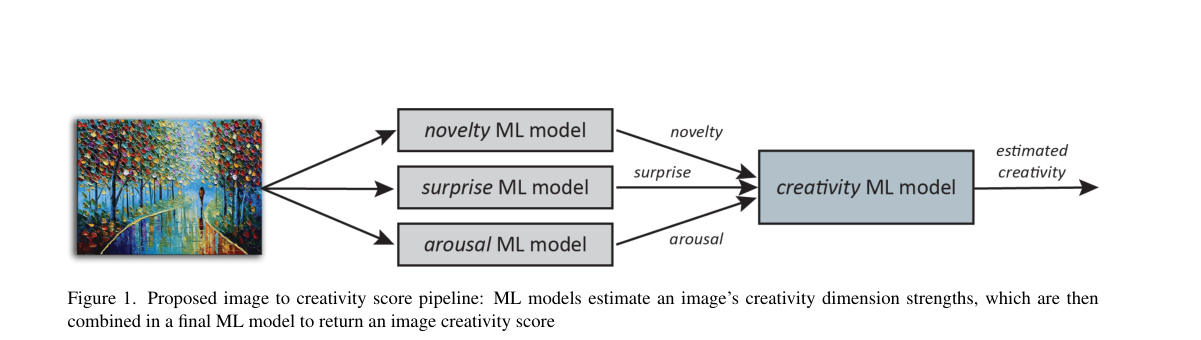 novelty ML model
surprise ML model
arousal ML model
novelty
surprise
arousal
creativity ML model
estimated
creativity
Figure 1. Proposed image to creativity score pipeline: ML models estimate an image's creativity dimension strengths, which are then
combined in a final ML model to return an image creativity score